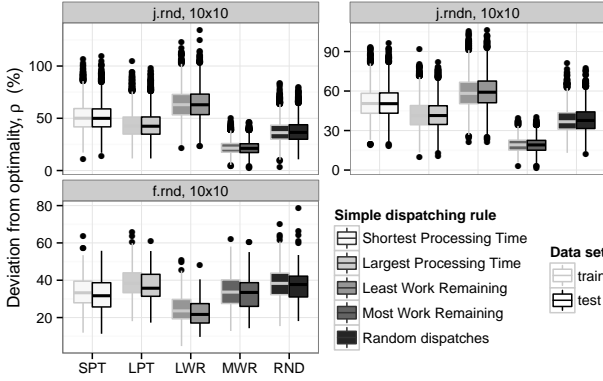 j.rnd, 10x10
j.rndn, 10x10
Deviation from optimality, ρ (%)
100
50
0
90
60
30
0
f.rnd, 10x10
80
60
40
20
SPT LPT LWR MWR RND
Simple dispatching rule
Shortest Processing Time
Largest Processing Time
Least Work Remaining
Most Work Remaining
Random dispatches
Data set
train
test